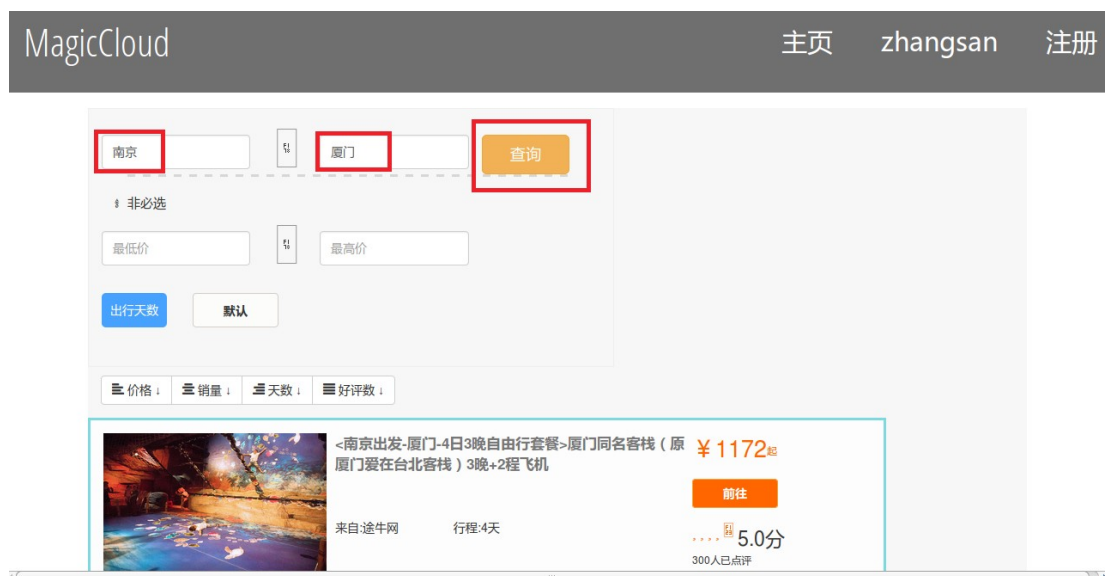 MagicCloud
主页 zhangsan 注册
南京 厦门 查询
非必选
最低价 最高价
出行天数 默认
价格↓ 销量↓ 天数↓ 好评数↓
<南京出发-厦门-4日3晚自由行套餐>厦门同名客栈（原
厦门爱在台北客栈）3晚+2程飞机
￥1172起
前往
来自:途牛网 行程:4天
5.0分
300人已点评